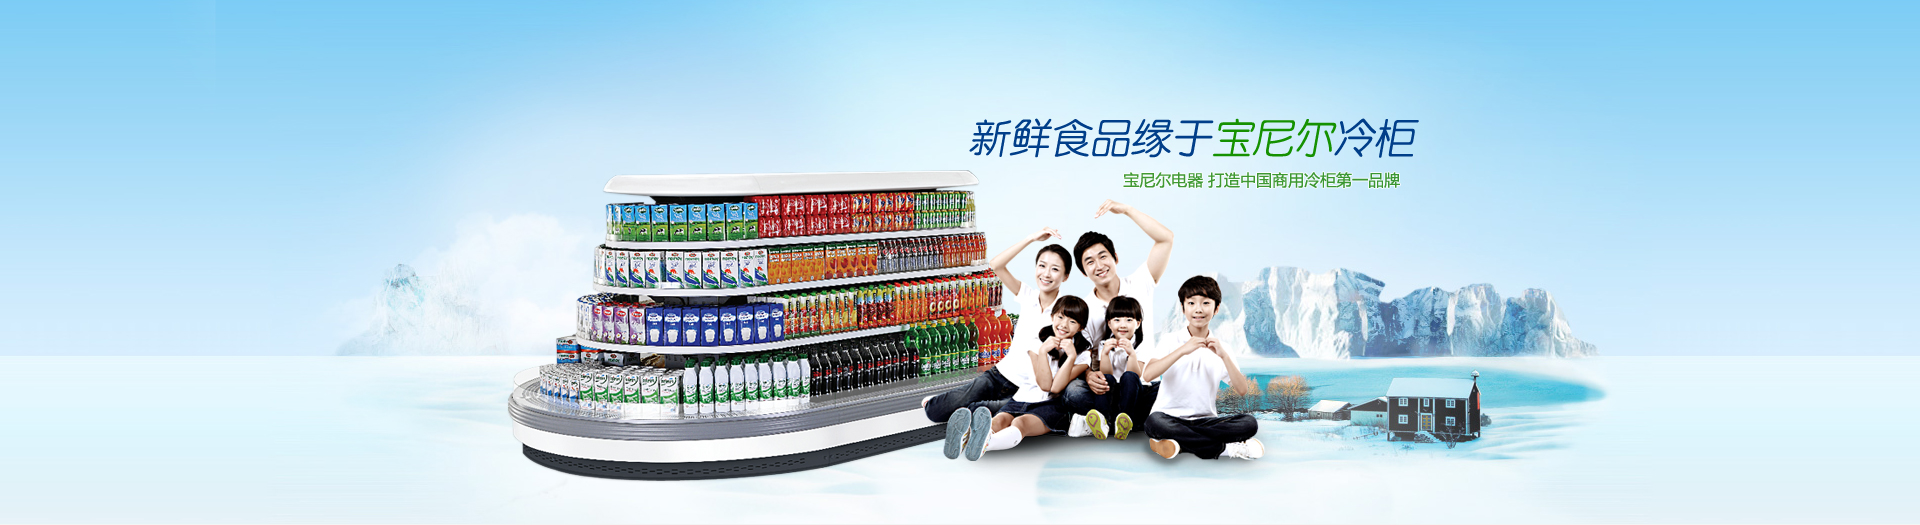 新鲜食品缘于宝尼尔冷柜
宝尼尔电器 打造中国商用冷柜第一品牌